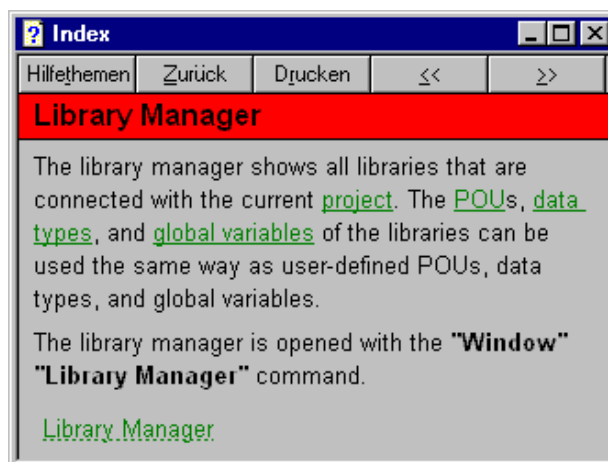 Index
Hilfethemen Zurück Drucken << >>
Library Manager
The library manager shows all libraries that are
connected with the current project. The POUs, data
types, and global variables of the libraries can be
used the same way as user-defined POUs, data
types, and global variables.
The library manager is opened with the "Window"
"Library Manager" command.
Library Manager